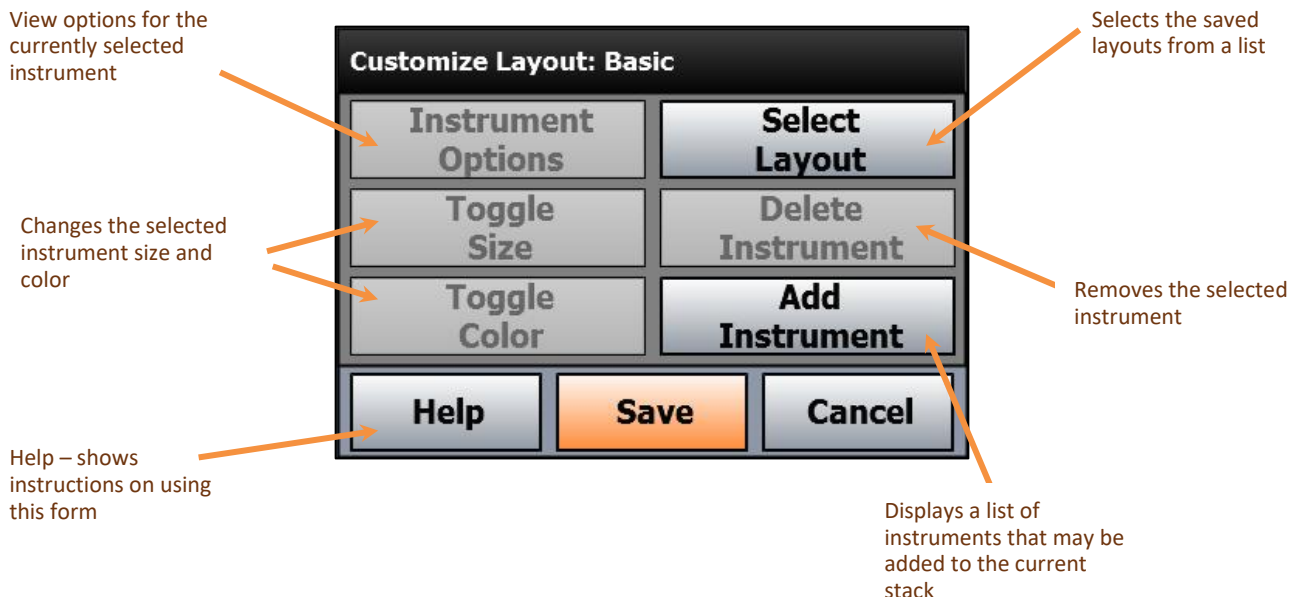 View options for the
currently selected
instrument
Selects the saved
layouts from a list
Customize Layout: Basic
Instrument
Options
Select
Layout
Changes the selected
instrument size and
color
Toggle
Size
Delete
Instrument
Removes the selected
instrument
Toggle
Color
Add
Instrument
Help
Save
Cancel
Help – shows
instructions on using
this form
Displays a list of
instruments that may be
added to the current
stack